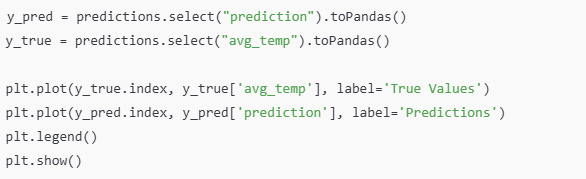 y_pred = predictions.select("prediction").toPandas()
y_true = predictions.select("avg_temp").toPandas()
plt.plot(y_true.index, y_true['avg_temp'], label='True Values')
plt.plot(y_pred.index, y_pred['prediction'], label='Predictions')
plt.legend()
plt.show()